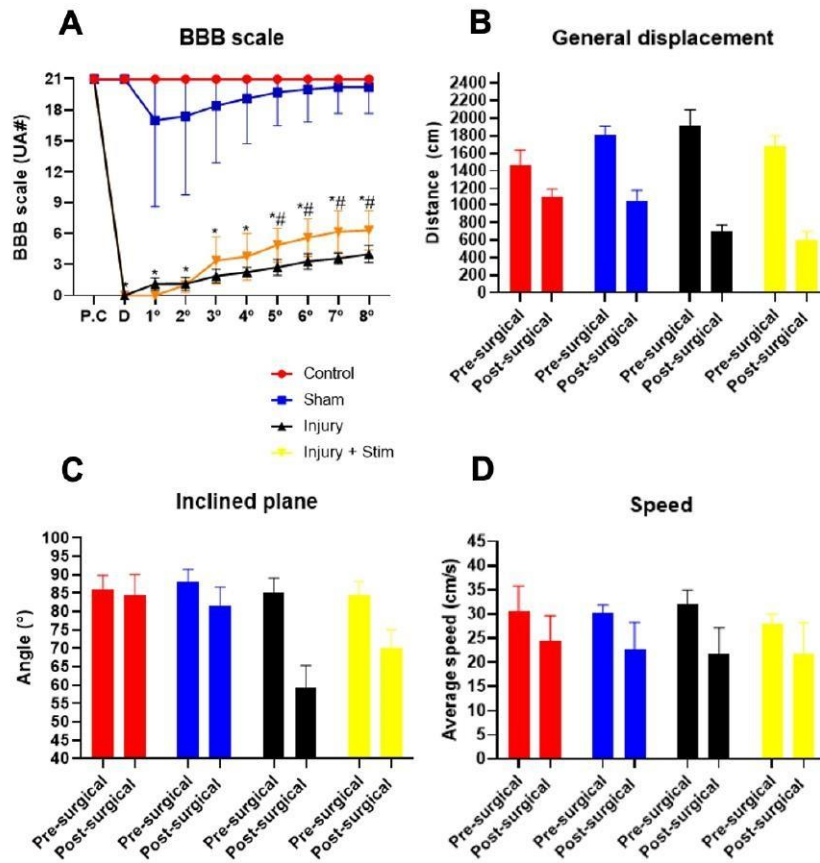 A
BBB scale
BBB scale (UA#)
21
18
15
12
9
6
3
0
* * * * * *# *# *# *#
P.C D 1º 2º 3º 4º 5º 6º 7º 8º
Control
Sham
Injury
Injury + Stim
B
General displacement
Distance (cm)
2400
2200
2000
1800
1600
1400
1200
1000
800
600
400
200
0
Pre-surgical Post-surgical Pre-surgical Post-surgical Pre-surgical Post-surgical Pre-surgical Post-surgical
C
Inclined plane
Angle (°)
100
95
90
85
80
75
70
65
60
55
50
45
40
Pre-surgical Post-surgical Pre-surgical Post-surgical Pre-surgical Post-surgical Pre-surgical Post-surgical
D
Speed
Average speed (cm/s)
45
40
35
30
25
20
15
10
5
0
Pre-surgical Post-surgical Pre-surgical Post-surgical Pre-surgical Post-surgical Pre-surgical Post-surgical